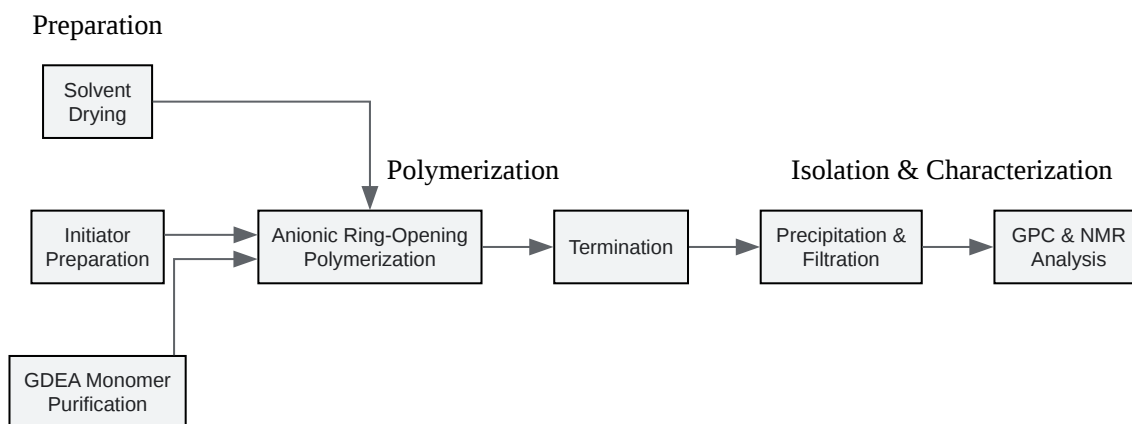 Preparation
Solvent
Drying
Polymerization
Isolation & Characterization
Initiator
Preparation
Anionic Ring-Opening
Polymerization
Termination
Precipitation &
Filtration
GPC & NMR
Analysis
GDEA Monomer
Purification